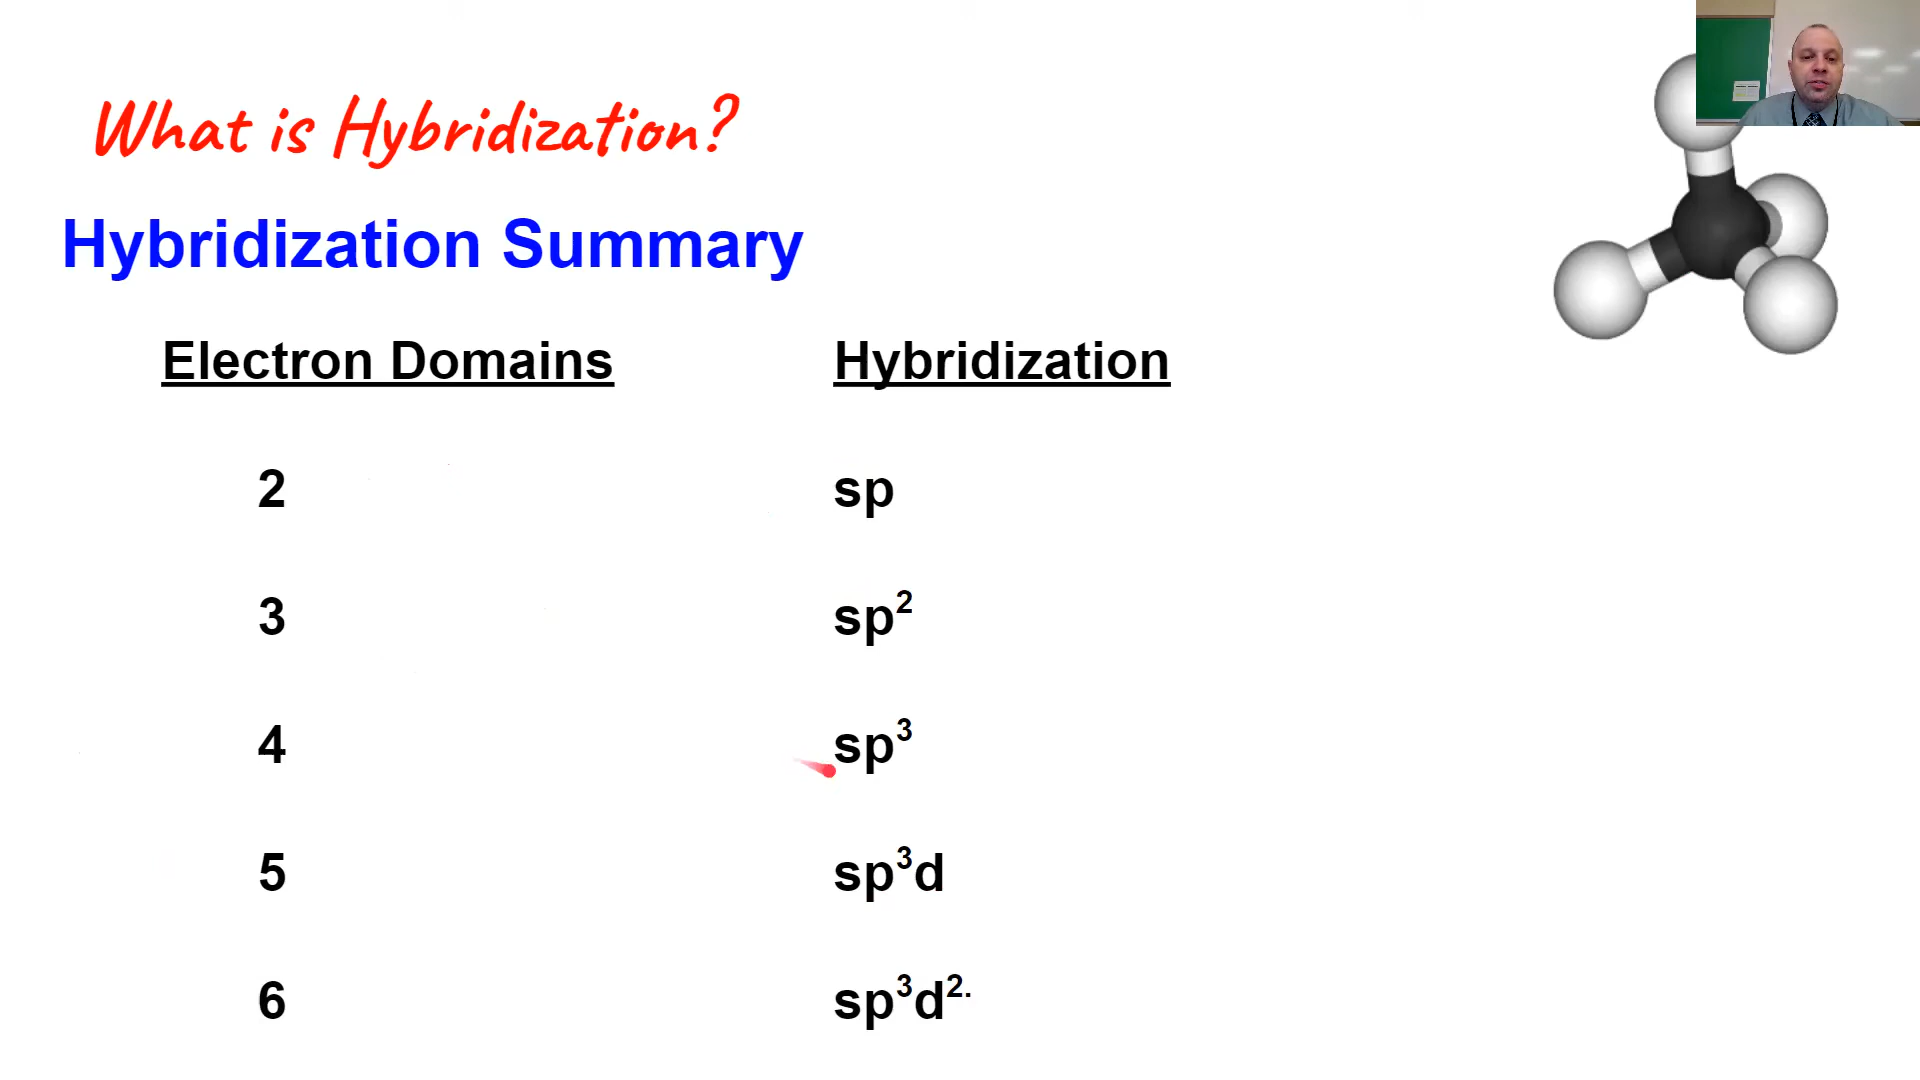 What is Hybridization?
Hybridization Summary
Electron Domains Hybridization
2 sp
3 sp²
4 sp³
5 sp³d
6 sp³d²·